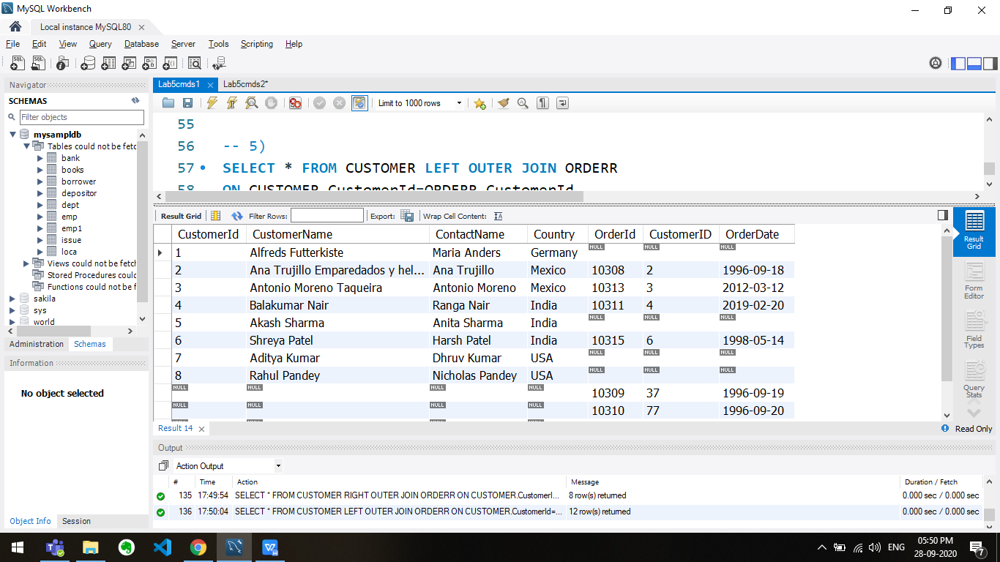 MySQL Workbench
Local instance MySQL80
File Edit View Query Database Server Tools Scripting Help
Navigator
SCHEMAS
Filter objects
mysampldb
Tables could not be fetc
bank
books
borrower
depositor
dept
emp
emp1
issue
loca
Views could not be fetch
Stored Procedures could
Functions could not be f
sakila
sys
world
Administration Schemas
Information
No object selected
Object Info Session
Lab5cmds1 Lab5cmds2*
Limit to 1000 rows
55
56 -- 5)
57 SELECT * FROM CUSTOMER LEFT OUTER JOIN ORDERR
58 ON CUSTOMER.CustomerId=ORDERR.CustomerId
Result Grid Filter Rows: Export: Wrap Cell Content:
CustomerId CustomerName ContactName Country OrderId CustomerID OrderDate
1 Alfreds Futterkiste Maria Anders Germany NULL NULL NULL
2 Ana Trujillo Emparedados y hel... Ana Trujillo Mexico 10308 2 1996-09-18
3 Antonio Moreno Taqueira Antonio Moreno Mexico 10313 3 2012-03-12
4 Balakumar Nair Ranga Nair India 10311 4 2019-02-20
5 Akash Sharma Anita Sharma India NULL NULL NULL
6 Shreya Patel Harsh Patel India 10315 6 1998-05-14
7 Aditya Kumar Dhruv Kumar USA NULL NULL NULL
8 Rahul Pandey Nicholas Pandey USA NULL NULL NULL
NULL NULL NULL NULL 10309 37 1996-09-19
NULL NULL NULL NULL 10310 77 1996-09-20
NULL NULL NULL NULL
Result Grid
Form Editor
Field Types
Query Stats
Result 14
Read Only
Output
Action Output
# Time Action Message Duration / Fetch
135 17:49:54 SELECT * FROM CUSTOMER RIGHT OUTER JOIN ORDERR ON CUSTOMER.CustomerI... 8 row(s) returned 0.000 sec / 0.000 sec
136 17:50:04 SELECT * FROM CUSTOMER LEFT OUTER JOIN ORDERR ON CUSTOMER.CustomerId=... 12 row(s) returned 0.000 sec / 0.000 sec
ENG
05:50 PM
28-09-2020
7